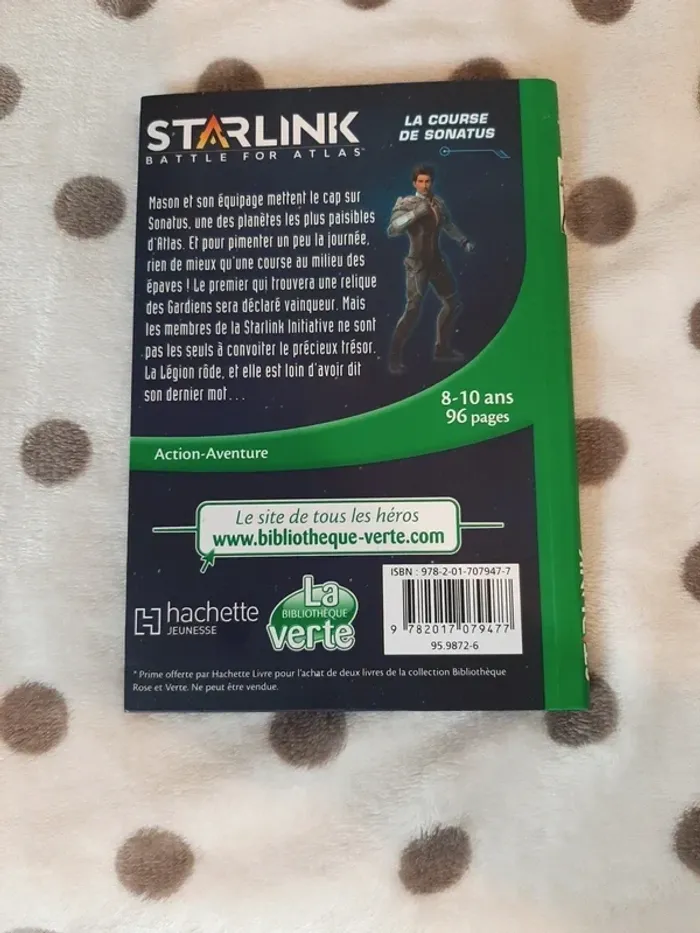 STARLINK
BATTLE FOR ATLAS
LA COURSE
DE SONATUS
Mason et son équipage mettent le cap sur
Sonatus, une des planètes les plus paisibles
d'Atlas. Et pour pimenter un peu la journée,
rien de mieux qu'une course au milieu des
épaves ! Le premier qui trouvera une relique
des Gardiens sera déclaré vainqueur. Mais
les membres de la Starlink Initiative ne sont
pas les seuls à convoiter le précieux trésor.
La Légion rôde, et elle est loin d'avoir dit
son dernier mot...
8-10 ans
96 pages
Action-Aventure
Le site de tous les héros
www.bibliotheque-verte.com
hachette
JEUNESSE
La
BIBLIOTHÈQUE
verte
ISBN : 978-2-01-707947-7
9 782017 079477
95.9872-6
* Prime offerte par Hachette Livre pour l'achat de deux livres de la collection Bibliothèque
Rose et Verte. Ne peut être vendue.